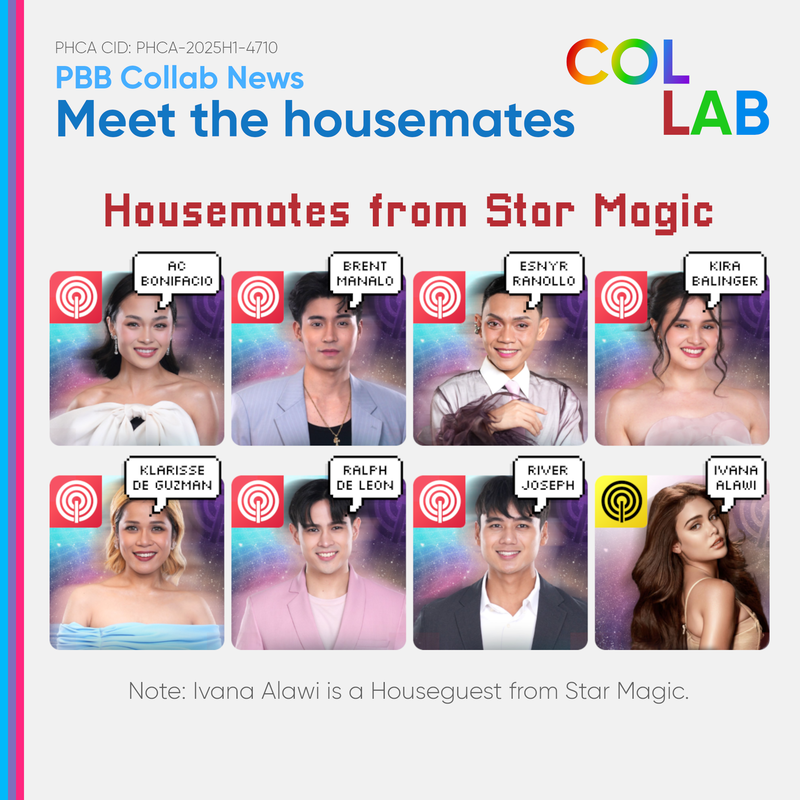 PHCA CID: PHCA-2025H1-4710
PBB Collab News
Meet the housemates
COL
LAB
Housemates from Star Magic
AC
BONIFACIO
BRENT
MANALO
ESNYR
RANOLLO
KIRA
BALINGER
KLARISSE
DE GUZMAN
RALPH
DE LEON
RIVER
JOSEPH
IVANA
ALAWI
Note: Ivana Alawi is a Houseguest from Star Magic.